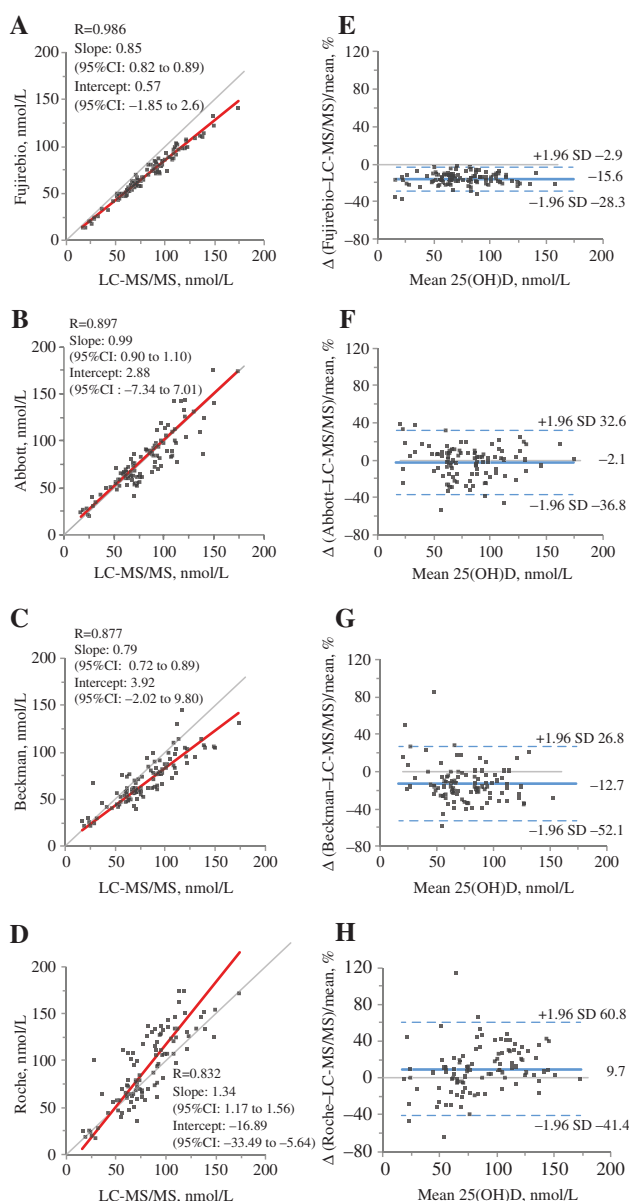 A
R=0.986
Slope: 0.85
(95%CI: 0.82 to 0.89)
Intercept: 0.57
(95%CI: –1.85 to 2.6)
200
150
100
50
0
0 50 100 150 200
Fujirebio, nmol/L
LC-MS/MS, nmol/L
E
120
80
40
0
–40
–80
0 50 100 150 200
Δ (Fujirebio–LC-MS/MS)/mean, %
+1.96 SD –2.9
–15.6
–1.96 SD –28.3
Mean 25(OH)D, nmol/L
B
R=0.897
Slope: 0.99
(95%CI: 0.90 to 1.10)
Intercept: 2.88
(95%CI : –7.34 to 7.01)
200
150
100
50
0
0 50 100 150 200
Abbott, nmol/L
LC-MS/MS, nmol/L
F
120
80
40
0
–40
–80
0 50 100 150 200
Δ (Abbott–LC-MS/MS)/mean, %
+1.96 SD 32.6
–2.1
–1.96 SD –36.8
Mean 25(OH)D, nmol/L
C
R=0.877
Slope: 0.79
(95%CI: 0.72 to 0.89)
Intercept: 3.92
(95%CI: –2.02 to 9.80)
200
150
100
50
0
0 50 100 150 200
Beckman, nmol/L
LC-MS/MS, nmol/L
G
120
80
40
0
–40
–80
0 50 100 150 200
Δ (Beckman–LC-MS/MS)/mean, %
+1.96 SD 26.8
–12.7
–1.96 SD –52.1
Mean 25(OH)D, nmol/L
D
200
150
100
50
0
0 50 100 150 200
Roche, nmol/L
R=0.832
Slope: 1.34
(95%CI: 1.17 to 1.56)
Intercept: –16.89
(95%CI: –33.49 to –5.64)
LC-MS/MS, nmol/L
H
120
80
40
0
–40
–80
0 50 100 150 200
Δ (Roche–LC-MS/MS)/mean, %
+1.96 SD 60.8
9.7
–1.96 SD –41.4
Mean 25(OH)D, nmol/L